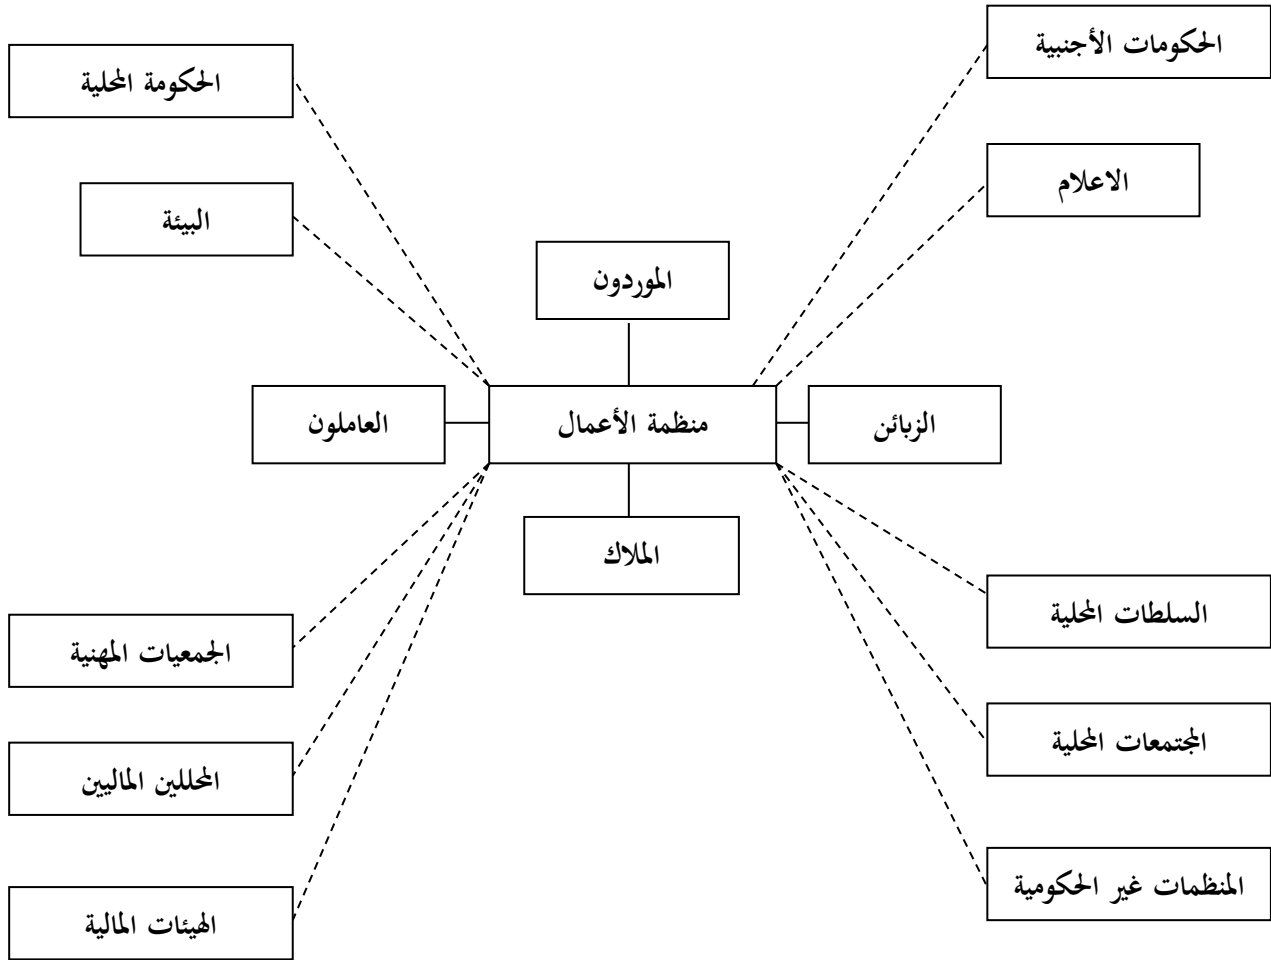 الحكومات الأجنبية
الحكومة المحلية
الاعلام
البيئة
الموردون
الزبائن
منظمة الأعمال
العاملون
الملاك
السلطات المحلية
الجمعيات المهنية
المجتمعات المحلية
المحللين الماليين
المنظمات غير الحكومية
الهيئات المالية